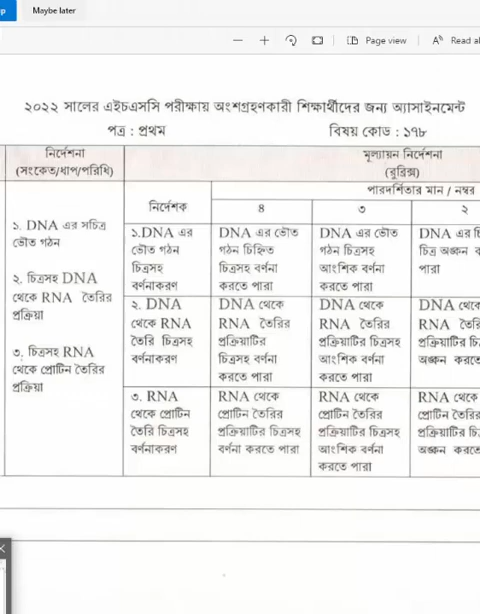 Maybe later
Page view
Read al
২০২২ সালের এইচএসসি পরীক্ষায় অংশগ্রহণকারী শিক্ষার্থীদের জন্য অ্যাসাইনমেন্ট
পত্র : প্রথম বিষয় কোড : ১৭৮
নির্দেশনা
(সংকেত/ধাপ/পরিধি)
১. DNA এর সচিত্র
ভৌত গঠন
২. চিত্রসহ DNA
থেকে RNA তৈরির
প্রক্রিয়া
৩. চিত্রসহ RNA
থেকে প্রোটিন তৈরির
প্রক্রিয়া
মূল্যায়ন নির্দেশনা
(রুব্রিক্স)
পারদর্শিতার মান / নম্বর
নির্দেশক
৪
৩
২
১.DNA এর
ভৌত গঠন
চিত্রসহ
বর্ণনাকরণ
DNA এর ভৌত
গঠন চিহ্নিত
চিত্রসহ বর্ণনা
করতে পারা
DNA এর ভৌত
গঠন চিত্রসহ
আংশিক বর্ণনা
করতে পারা
DNA এর
চিত্র অঙ্কন
পারা
২. DNA
থেকে RNA
তৈরি চিত্রসহ
বর্ণনাকরণ
DNA থেকে
RNA তৈরির
প্রক্রিয়াটির
চিত্রসহ বর্ণনা
করতে পারা
DNA থেকে
RNA তৈরির
প্রক্রিয়াটির চিত্রসহ
আংশিক বর্ণনা
করতে পারা
DNA থেকে
RNA তৈরি
প্রক্রিয়াটির চি
অঙ্কন করতে
৩. RNA
থেকে প্রোটিন
তৈরি চিত্রসহ
বর্ণনাকরণ
RNA থেকে
প্রোটিন তৈরির
প্রক্রিয়াটির চিত্রসহ
বর্ণনা করতে পারা
RNA থেকে
প্রোটিন তৈরির
প্রক্রিয়াটির চিত্রসহ
আংশিক বর্ণনা
করতে পারা
RNA থেকে
প্রোটিন তৈরির
প্রক্রিয়াটির চি
অঙ্কন করতে